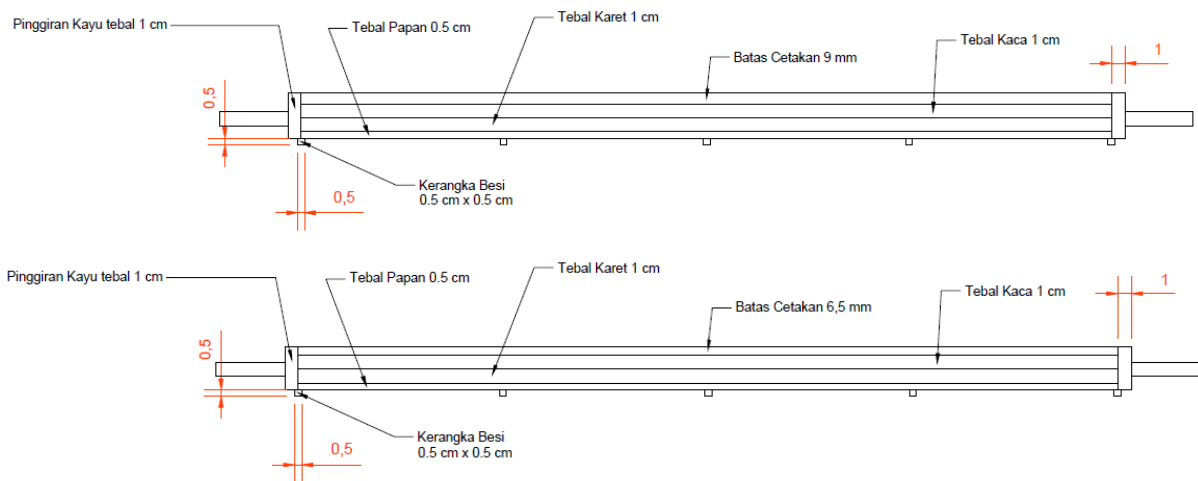 Pinggiran Kayu tebal 1 cm
Tebal Papan 0.5 cm
Tebal Karet 1 cm
Batas Cetakan 9 mm
Tebal Kaca 1 cm
1
0,5
Kerangka Besi
0.5 cm x 0.5 cm
0,5
Pinggiran Kayu tebal 1 cm
Tebal Papan 0.5 cm
Tebal Karet 1 cm
Batas Cetakan 6,5 mm
Tebal Kaca 1 cm
1
0,5
Kerangka Besi
0.5 cm x 0.5 cm
0,5